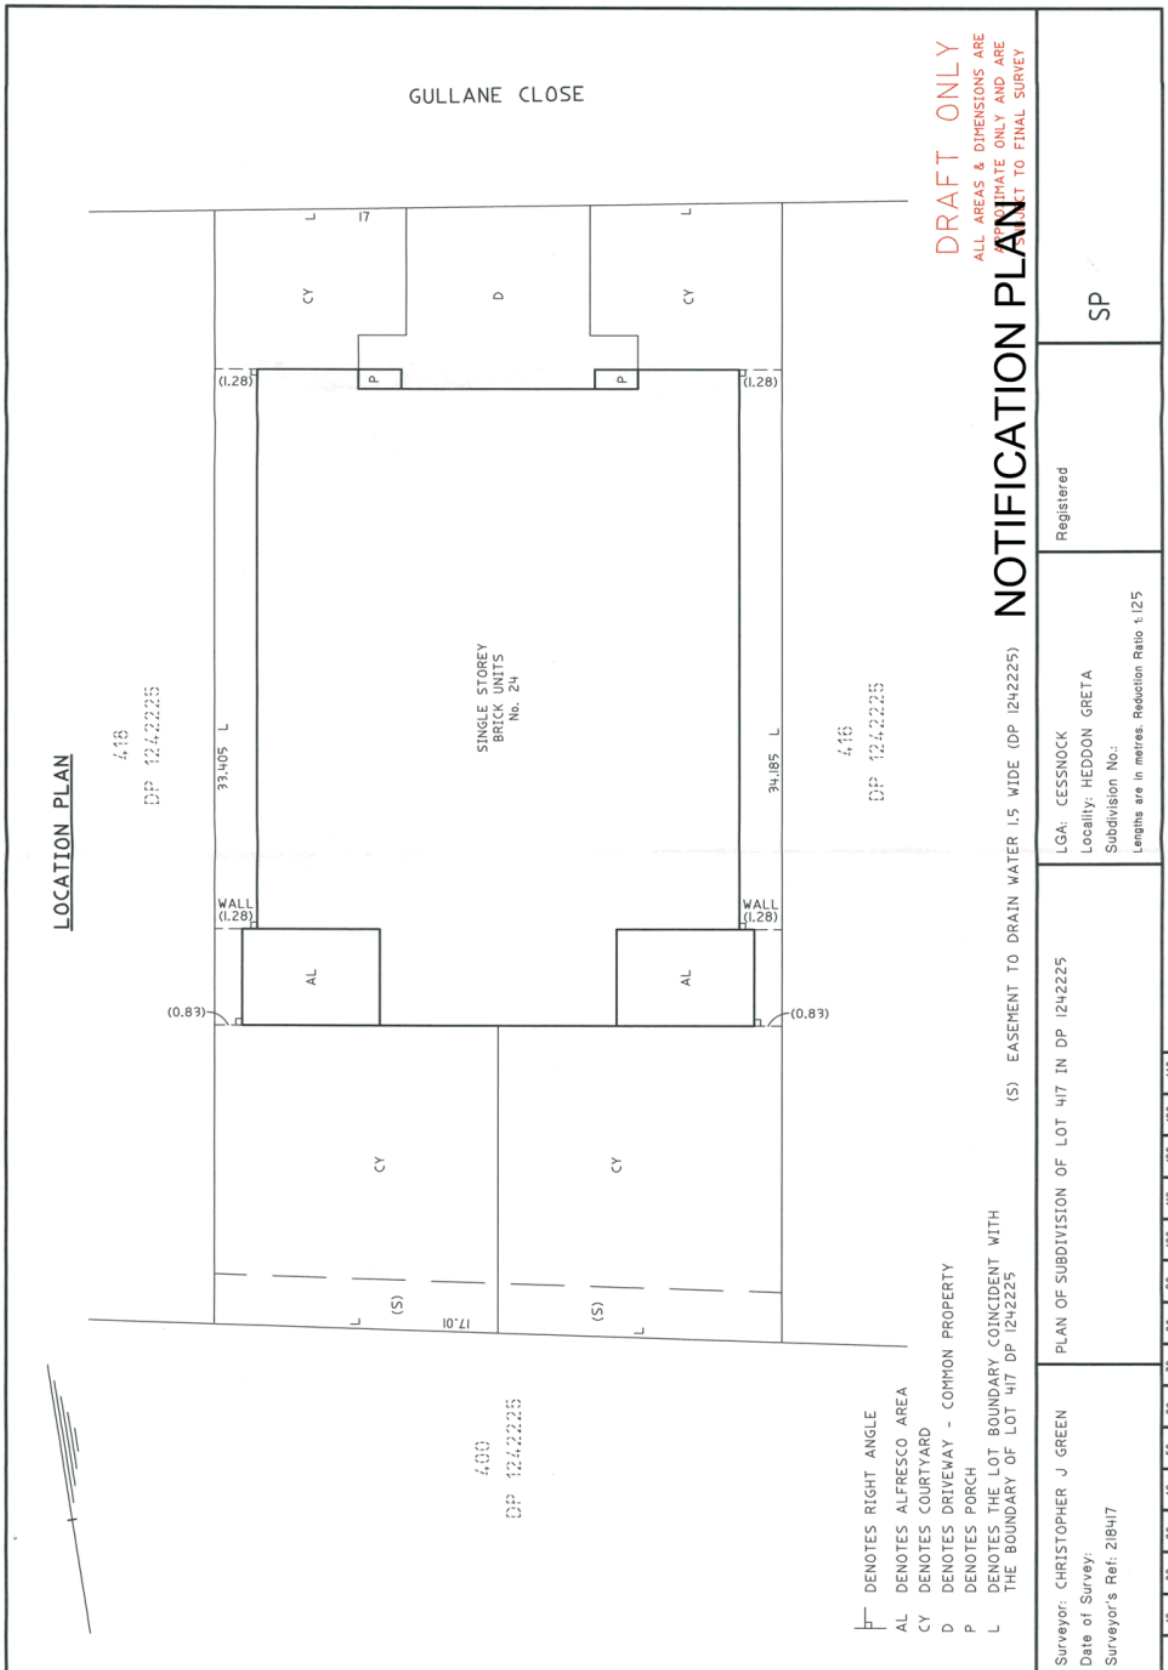 LOCATION PLAN
GULLANE CLOSE
DRAFT ONLY
ALL AREAS & DIMENSIONS ARE
APPROXIMATE ONLY AND ARE
SUBJECT TO FINAL SURVEY
NOTIFICATION PLAN
418
DP 1242225
33.405 L
L
17
L
CY
D
CY
(1.28)
P
P
(1.28)
SINGLE STOREY
BRICK UNITS
No. 24
34.185 L
416
DP 1242225
WALL
(1.28)
WALL
(1.28)
AL
AL
(0.83)
(0.83)
CY
CY
(S)
(S)
L
17.01
L
400
DP 1242225
(S) EASEMENT TO DRAIN WATER 1.5 WIDE (DP 1242225)
DENOTES RIGHT ANGLE
AL DENOTES ALFRESCO AREA
CY DENOTES COURTYARD
D DENOTES DRIVEWAY - COMMON PROPERTY
P DENOTES PORCH
L DENOTES THE LOT BOUNDARY COINCIDENT WITH
THE BOUNDARY OF LOT 417 DP 1242225
Surveyor: CHRISTOPHER J GREEN
Date of Survey:
Surveyor's Ref: 218417
PLAN OF SUBDIVISION OF LOT 417 IN DP 1242225
LGA: CESSNOCK
Locality: HEDDON GRETA
Subdivision No.:
Lengths are in metres. Reduction Ratio 1:125
Registered
SP